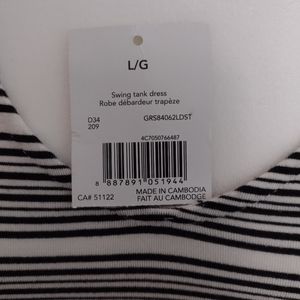 L/G
Swing tank dress
Robe débardeur trapèze
D34 GRS84062LDST
209
4C7050766487
8 887891 051944
CA# 51122 MADE IN CAMBODIA
FAIT AU CAMBODGE